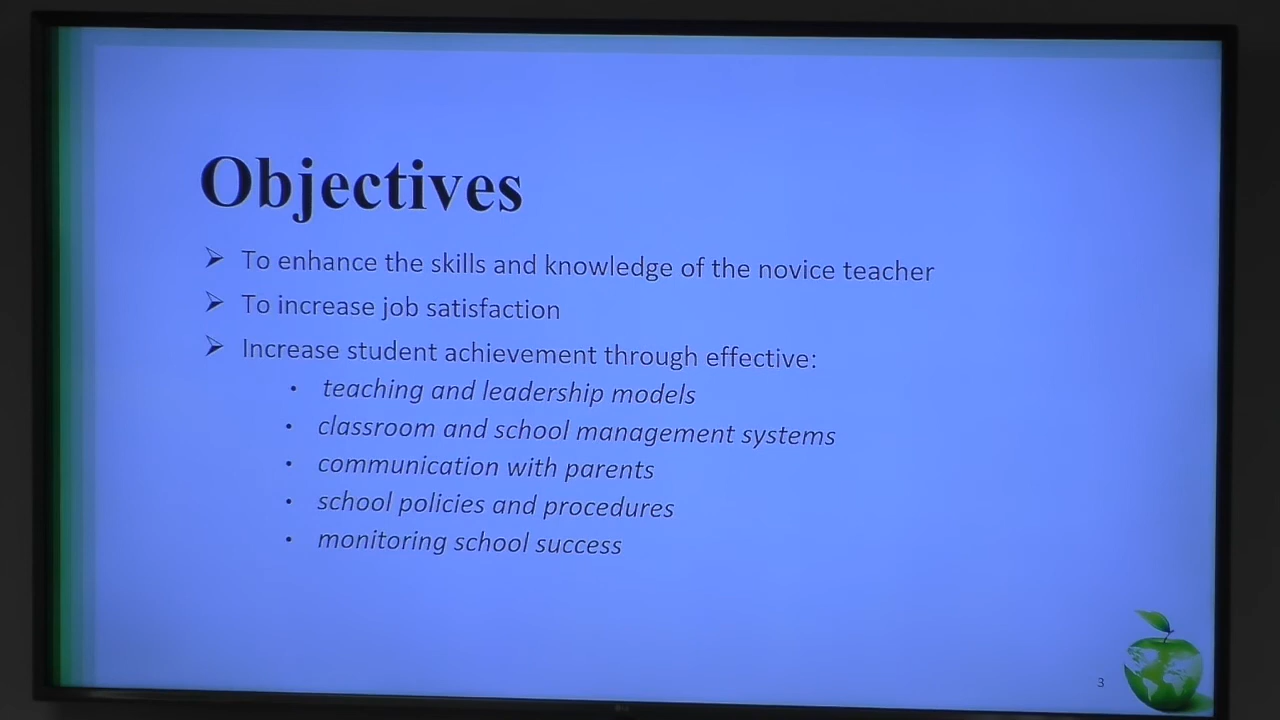 Objectives
➢ To enhance the skills and knowledge of the novice teacher
➢ To increase job satisfaction
➢ Increase student achievement through effective:
• teaching and leadership models
• classroom and school management systems
• communication with parents
• school policies and procedures
• monitoring school success
3